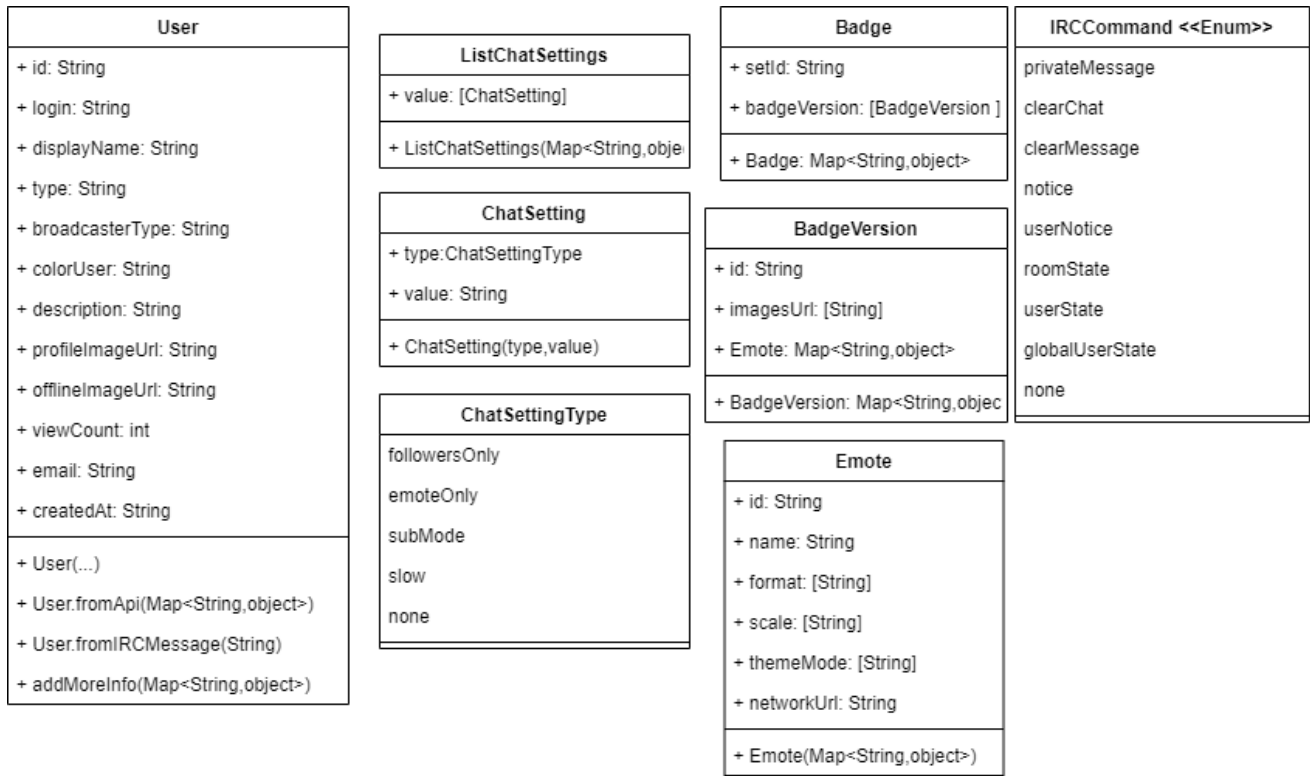 User
+ id: String
+ login: String
+ displayName: String
+ type: String
+ broadcasterType: String
+ colorUser: String
+ description: String
+ profileImageUrl: String
+ offlineImageUrl: String
+ viewCount: int
+ email: String
+ createdAt: String
+ User(...)
+ User.fromApi(Map<String,object>)
+ User.fromIRCMessage(String)
+ addMoreInfo(Map<String,object>)
ListChatSettings
+ value: [ChatSetting]
+ ListChatSettings(Map<String,obje
ChatSetting
+ type:ChatSettingType
+ value: String
+ ChatSetting(type,value)
ChatSettingType
followersOnly
emoteOnly
subMode
slow
none
Badge
+ setId: String
+ badgeVersion: [BadgeVersion ]
+ Badge: Map<String,object>
BadgeVersion
+ id: String
+ imagesUrl: [String]
+ Emote: Map<String,object>
+ BadgeVersion: Map<String,objec
Emote
+ id: String
+ name: String
+ format: [String]
+ scale: [String]
+ themeMode: [String]
+ networkUrl: String
+ Emote(Map<String,object>)
IRCCommand <<Enum>>
privateMessage
clearChat
clearMessage
notice
userNotice
roomState
userState
globalUserState
none